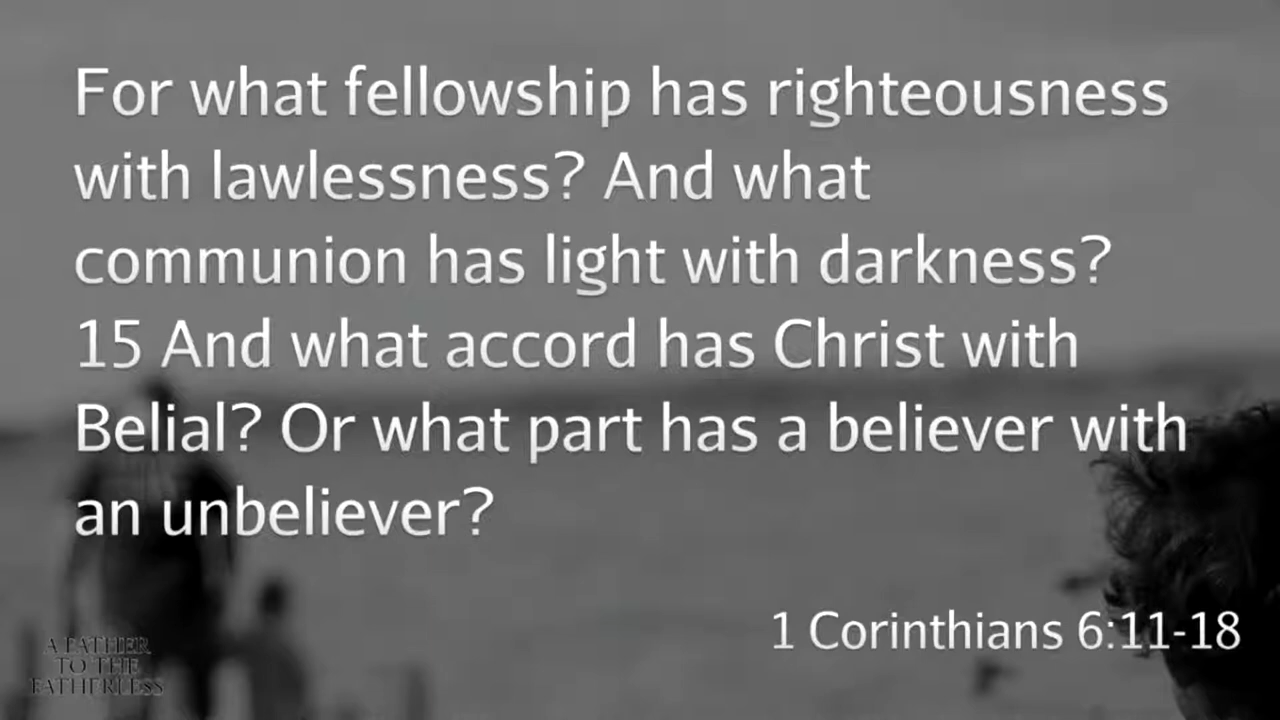 For what fellowship has righteousness
with lawlessness? And what
communion has light with darkness?
15 And what accord has Christ with
Belial? Or what part has a believer with
an unbeliever?
1 Corinthians 6:11-18
A FATHER
TO THE
FATHERLESS